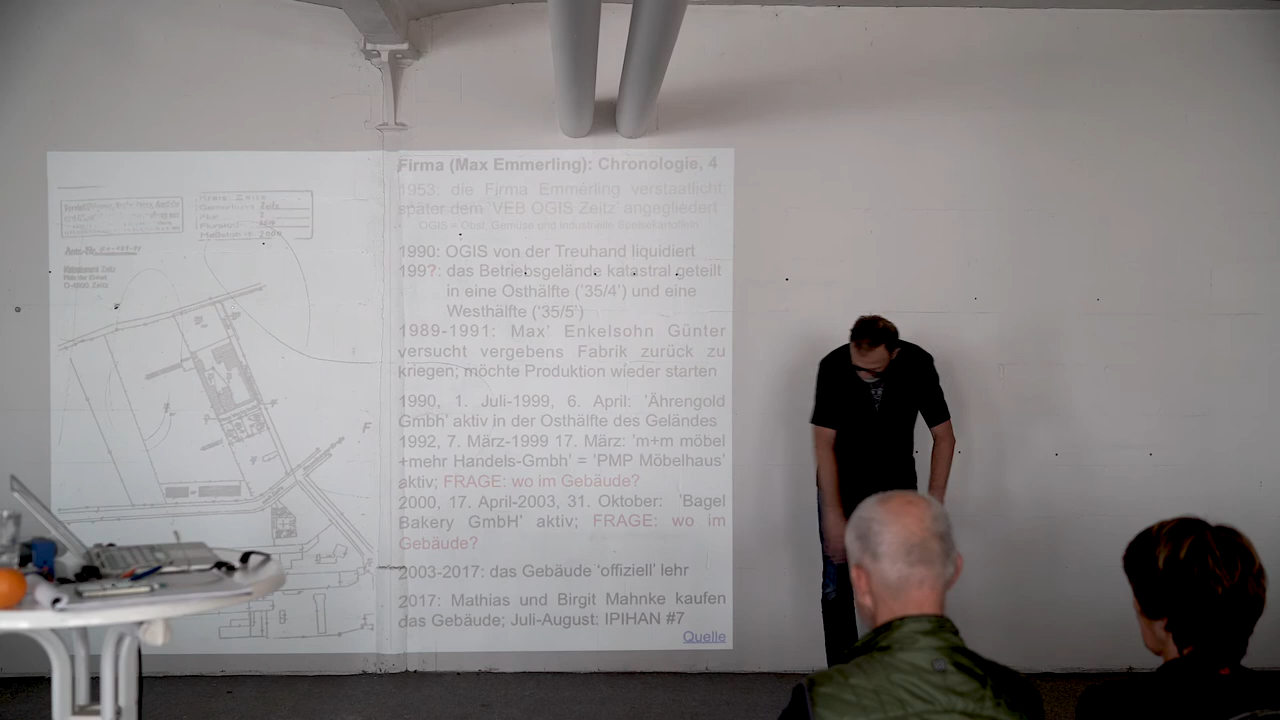 Firma (Max Emmerling): Chronologie, 4
1953: die Firma Emmerling verstaatlicht;
später dem 'VEB OGIS Zeitz' angegliedert
OGIS = Obst, Gemüse und industrielle Speisekartoffeln
1990: OGIS von der Treuhand liquidiert
199?: das Betriebsgelände katastral geteilt
in eine Osthälfte ('35/4') und eine
Westhälfte ('35/5')
1989-1991: Max' Enkelsohn Günter
versucht vergebens Fabrik zurück zu
kriegen; möchte Produktion wieder starten
1990, 1. Juli-1999, 6. April: 'Ährengold
Gmbh' aktiv in der Osthälfte des Geländes
1992, 7. März-1999 17. März: 'm+m möbel
+mehr Handels-Gmbh' = 'PMP Möbelhaus'
aktiv; FRAGE: wo im Gebäude?
2000, 17. April-2003, 31. Oktober: 'Bagel
Bakery GmbH' aktiv; FRAGE: wo im
Gebäude?
2003-2017: das Gebäude 'offiziell' lehr
2017: Mathias und Birgit Mahnke kaufen
das Gebäude; Juli-August: IPIHAN #7
Quelle